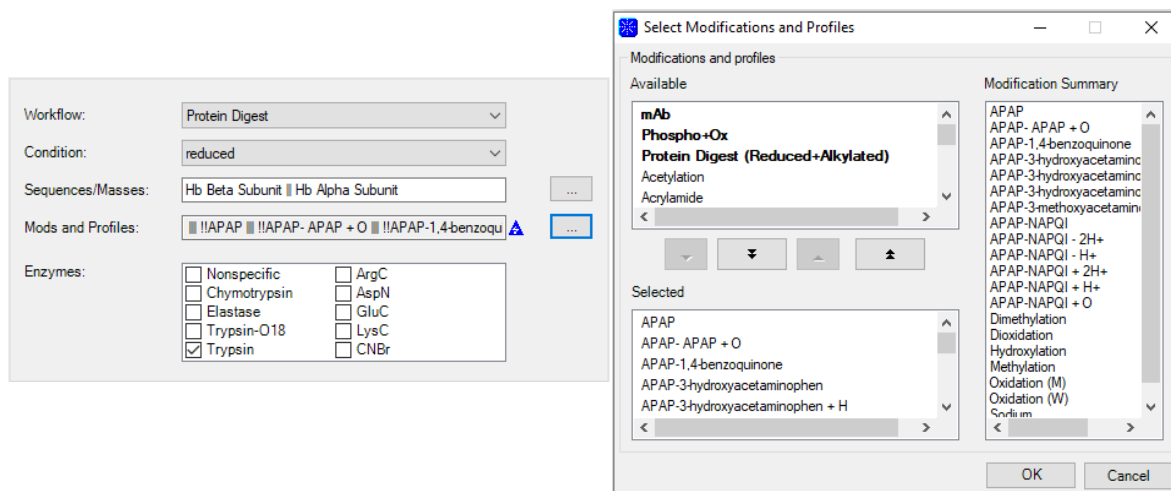 Workflow: Protein Digest
Condition: reduced
Sequences/Masses: Hb Beta Subunit Hb Alpha Subunit ...
Mods and Profiles: !!APAP !!APAP- APAP + O !!APAP-1,4-benzoqu ...
Enzymes:
Nonspecific ArgC
Chymotrypsin AspN
Elastase GluC
Trypsin-O18 LysC
Trypsin CNBr
Select Modifications and Profiles
Modifications and profiles
Available
mAb
Phospho+Ox
Protein Digest (Reduced+Alkylated)
Acetylation
Acrylamide
Selected
APAP
APAP- APAP + O
APAP-1,4-benzoquinone
APAP-3-hydroxyacetaminophen
APAP-3-hydroxyacetaminophen + H
Modification Summary
APAP
APAP- APAP + O
APAP-1,4-benzoquinone
APAP-3-hydroxyacetaminc
APAP-3-hydroxyacetaminc
APAP-3-hydroxyacetaminc
APAP-3-methoxyacetamin
APAP-NAPQI
APAP-NAPQI - 2H+
APAP-NAPQI - H+
APAP-NAPQI + 2H+
APAP-NAPQI + H+
APAP-NAPQI + O
Dimethylation
Dioxidation
Hydroxylation
Methylation
Oxidation (M)
Oxidation (W)
Sodium
OK Cancel